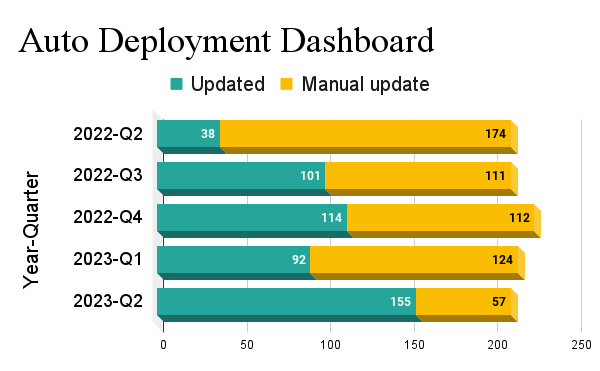 Auto Deployment Dashboard
Updated Manual update
Year-Quarter
2022-Q2 38 174
2022-Q3 101 111
2022-Q4 114 112
2023-Q1 92 124
2023-Q2 155 57
0 50 100 150 200 250